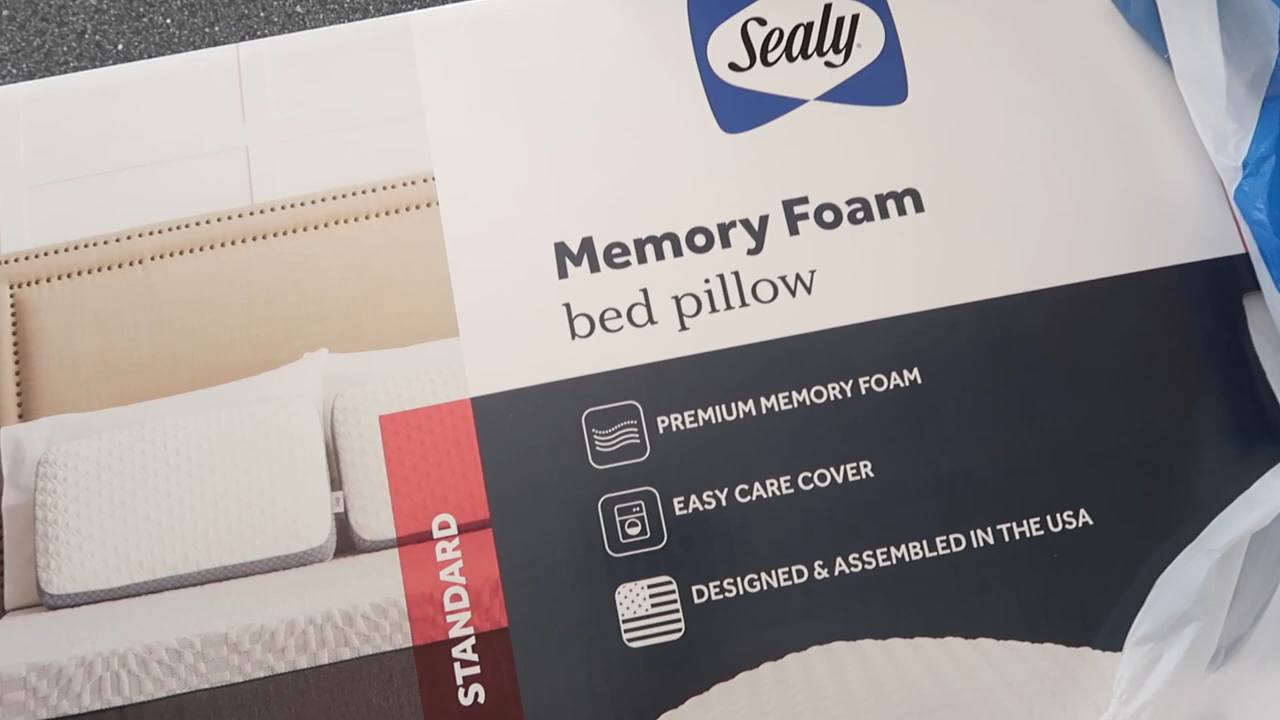 Sealy
Memory Foam
bed pillow
PREMIUM MEMORY FOAM
EASY CARE COVER
DESIGNED & ASSEMBLED IN THE USA
STANDARD